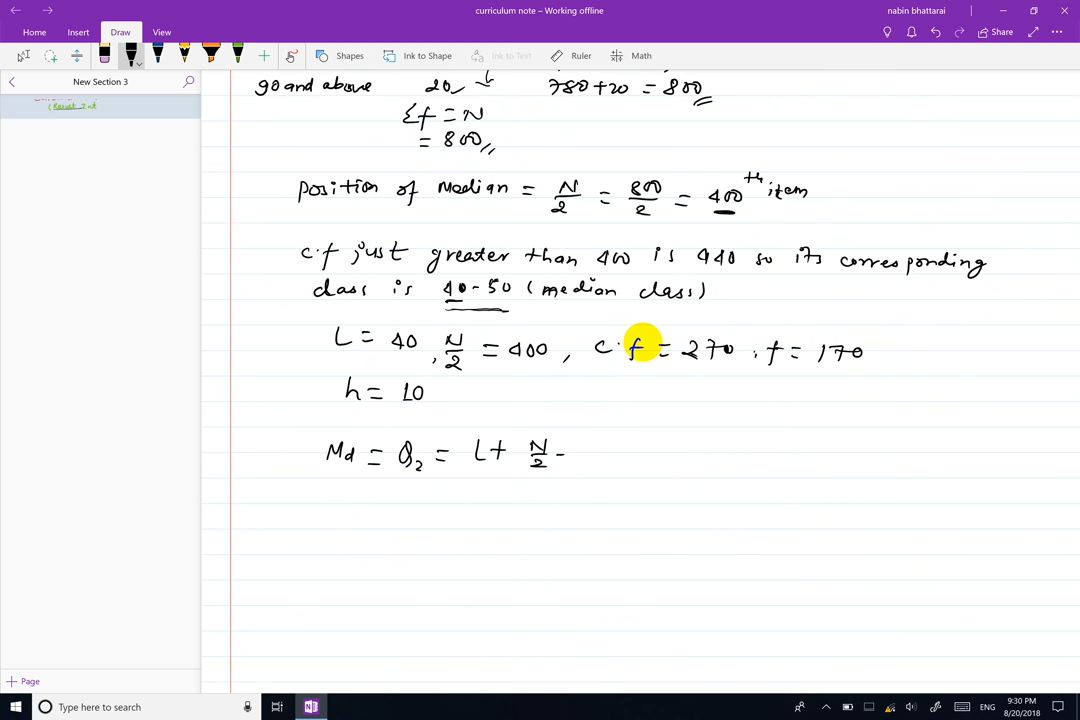 curriculum note – Working offline
nabin bhattarai
Home Insert Draw View
Share
Shapes Ink to Shape Ink to Text Ruler Math
New Section 3
90 and above 20 780+20 = 800
Σf = N
= 800
position of Median = N/2 = 800/2 = 400th item
c.f just greater than 400 is 440 so its corresponding
class is 40-50 (median class)
L = 40, N/2 = 400, c.f = 270, f = 170
h = 10
Md = Q2 = L+ N/2 -
+ Page
Type here to search
ENG
9:30 PM
8/20/2018